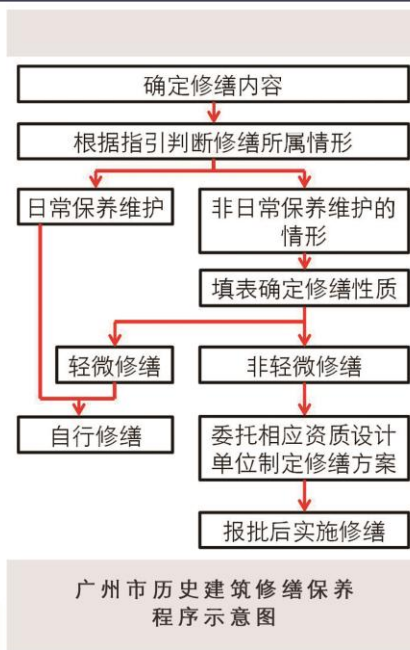 确定修缮内容
根据指引判断修缮所属情形
日常保养维护
非日常保养维护的
情形
填表确定修缮性质
轻微修缮
非轻微修缮
自行修缮
委托相应资质设计
单位制定修缮方案
报批后实施修缮
广州市历史建筑修缮保养
程序示意图